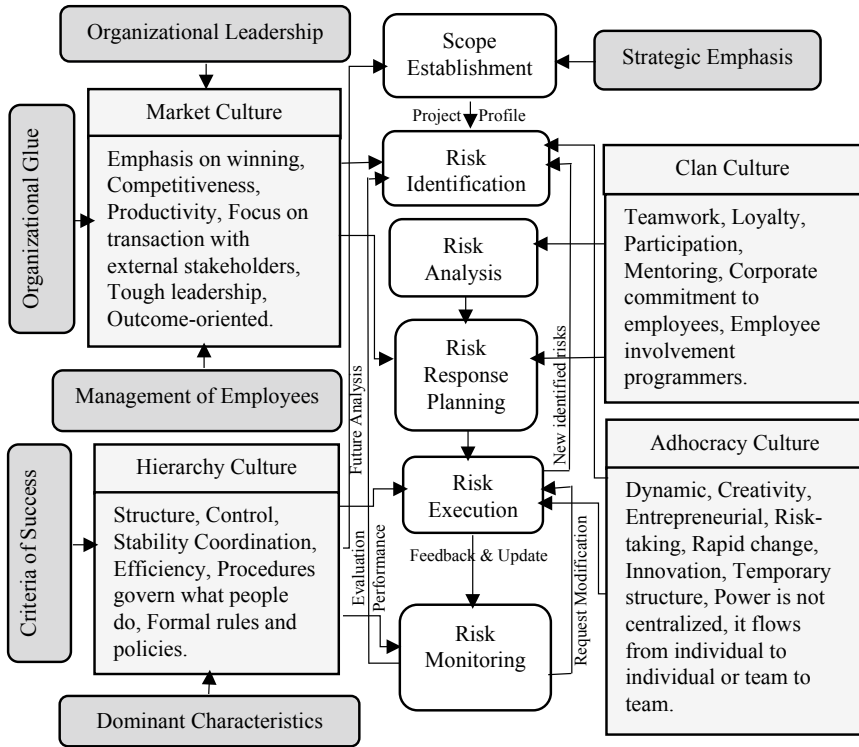 Organizational Leadership
Scope
Establishment
Strategic Emphasis
Organizational Glue
Market Culture
Emphasis on winning,
Competitiveness,
Productivity, Focus on
transaction with
external stakeholders,
Tough leadership,
Outcome-oriented.
Management of Employees
Project Profile
Risk
Identification
Risk
Analysis
Risk
Response
Planning
Clan Culture
Teamwork, Loyalty,
Participation,
Mentoring, Corporate
commitment to
employees, Employee
involvement
programmers.
Future Analysis
New identified risks
Criteria of Success
Hierarchy Culture
Structure, Control,
Stability Coordination,
Efficiency, Procedures
govern what people
do, Formal rules and
policies.
Dominant Characteristics
Risk
Execution
Feedback & Update
Evaluation
Performance
Request Modification
Risk
Monitoring
Adhocracy Culture
Dynamic, Creativity,
Entrepreneurial, Risk-
taking, Rapid change,
Innovation, Temporary
structure, Power is not
centralized, it flows
from individual to
individual or team to
team.